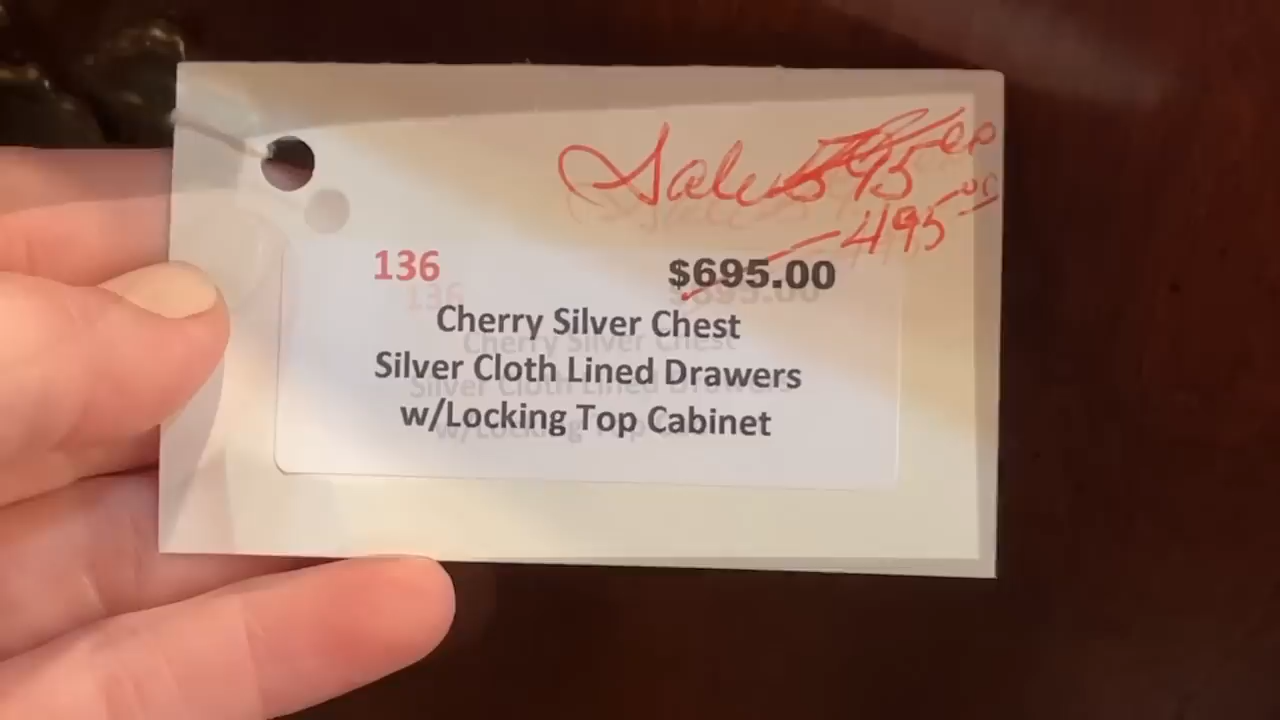 Sale 595
495.00
136 $695.00
Cherry Silver Chest
Silver Cloth Lined Drawers
w/Locking Top Cabinet